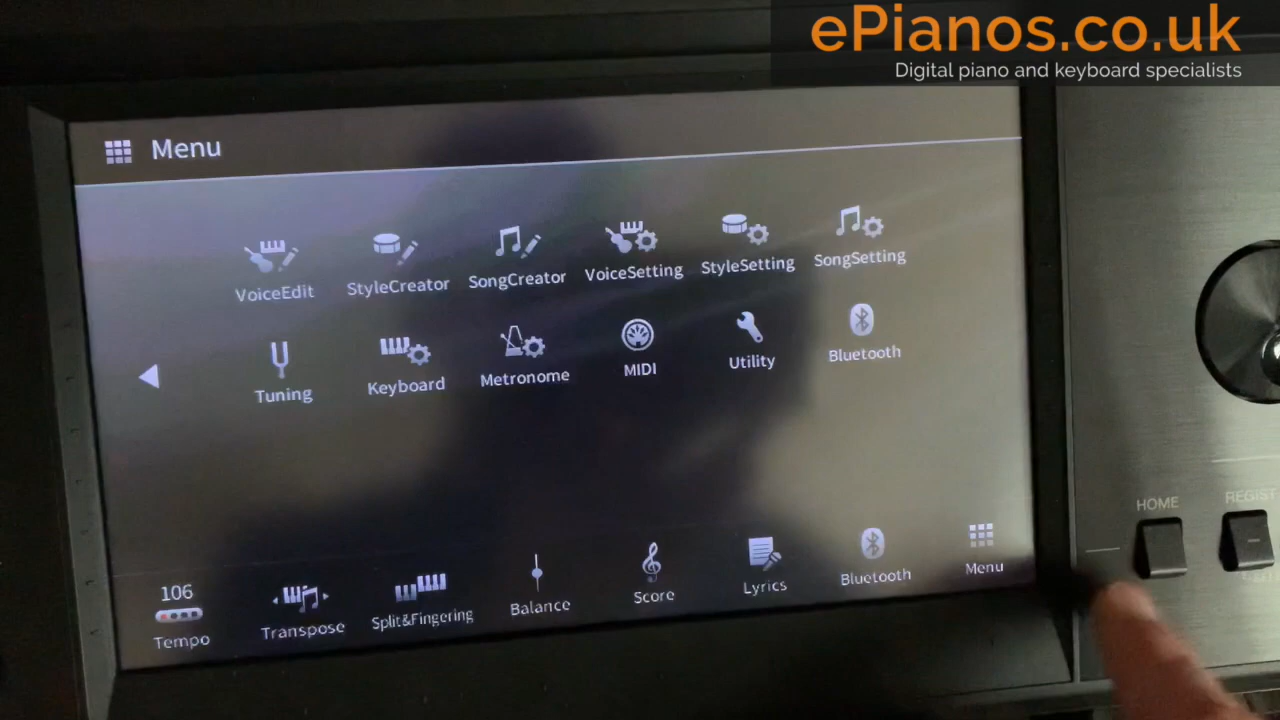 ePianos.co.uk
Digital piano and keyboard specialists
Menu
VoiceEdit
StyleCreator
SongCreator
VoiceSetting
StyleSetting
SongSetting
Tuning
Keyboard
Metronome
MIDI
Utility
Bluetooth
HOME
REGIST
106
Tempo
Transpose
Split&Fingering
Balance
Score
Lyrics
Bluetooth
Menu